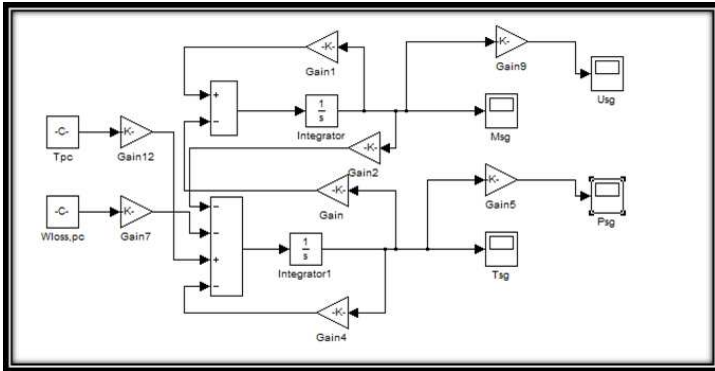 -K-
Gain1
-K-
Gain9
Usg
+
−
1
s
Integrator
Msg
-C-
Tpc
-K-
Gain12
-K-
Gain2
-K-
Gain
-K-
Gain5
Psg
-C-
Wloss,pc
-K-
Gain7
−
−
+
−
1
s
Integrator1
Tsg
-K-
Gain4